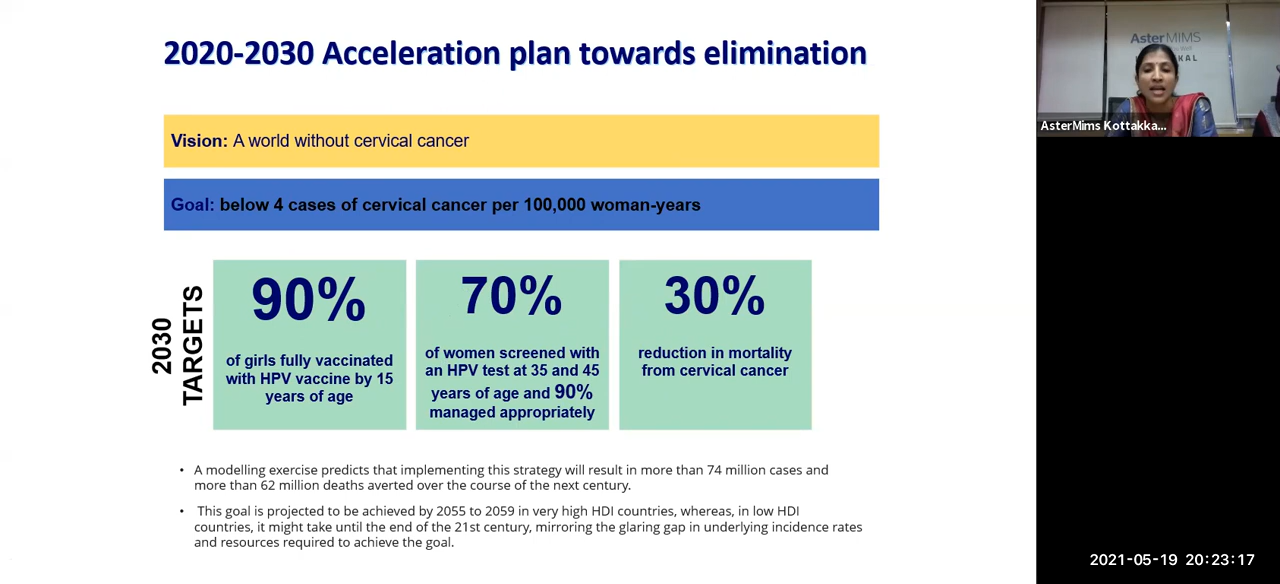 2020-2030 Acceleration plan towards elimination
Vision: A world without cervical cancer
Goal: below 4 cases of cervical cancer per 100,000 woman-years
2030
TARGETS
90%
of girls fully vaccinated
with HPV vaccine by 15
years of age
70%
of women screened with
an HPV test at 35 and 45
years of age and 90%
managed appropriately
30%
reduction in mortality
from cervical cancer
• A modelling exercise predicts that implementing this strategy will result in more than 74 million cases and
more than 62 million deaths averted over the course of the next century.
• This goal is projected to be achieved by 2055 to 2059 in very high HDI countries, whereas, in low HDI
countries, it might take until the end of the 21st century, mirroring the glaring gap in underlying incidence rates
and resources required to achieve the goal.
AsterMIMS
KAL
AsterMims Kottakka...
2021-05-19 20:23:17